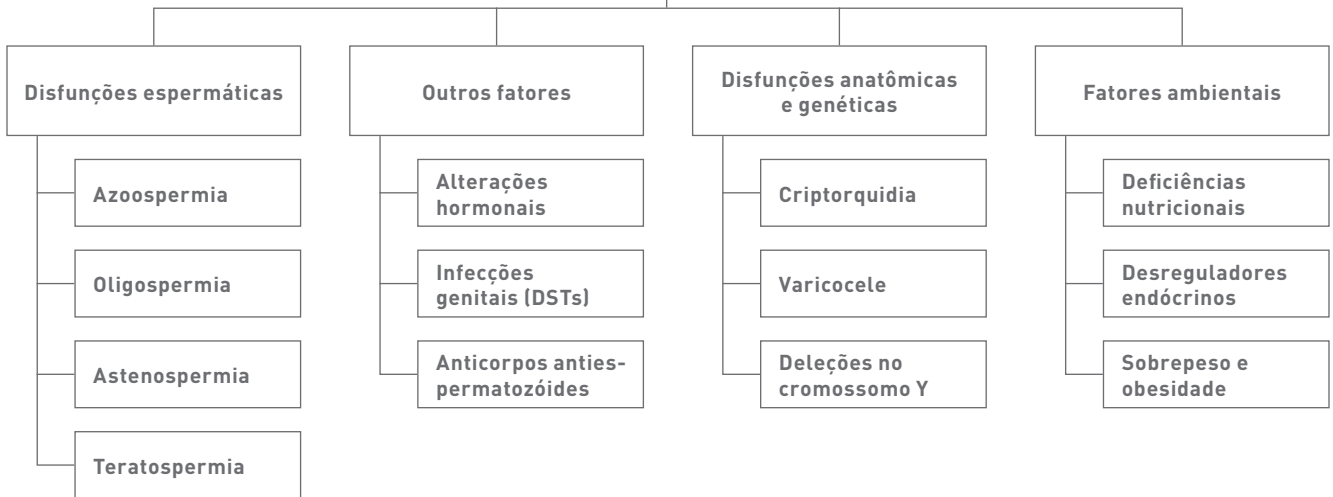 Disfunções espermáticas
Azoospermia
Oligospermia
Astenospermia
Teratospermia
Outros fatores
Alterações
hormonais
Infecções
genitais (DSTs)
Anticorpos anties-
permatozóides
Disfunções anatômicas
e genéticas
Criptorquidia
Varicocele
Deleções no
cromossomo Y
Fatores ambientais
Deficiências
nutricionais
Desreguladores
endócrinos
Sobrepeso e
obesidade